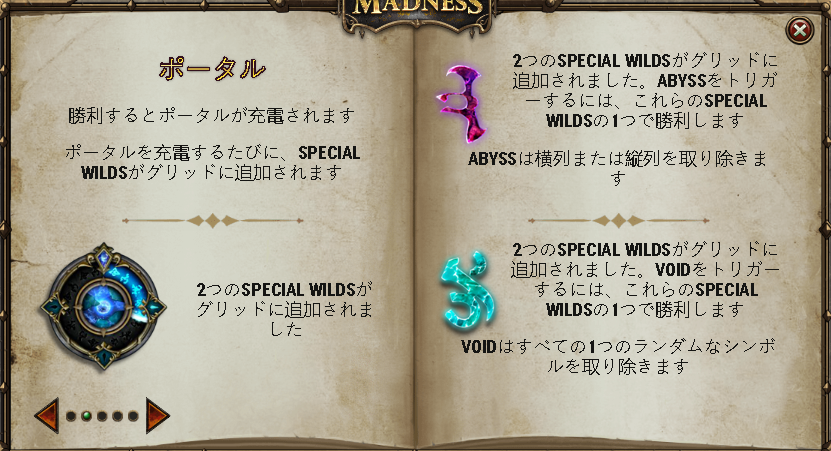 MADNESS
ポータル
勝利するとポータルが充電されます
ポータルを充電するたびに、SPECIAL
WILDSがグリッドに追加されます
2つのSPECIAL WILDSが
グリッドに追加されま
した
2つのSPECIAL WILDSがグリッドに
追加されました。ABYSSをトリガ
ーするには、これらのSPECIAL
WILDSの1つで勝利します
ABYSSは横列または縦列を取り除きま
す
2つのSPECIAL WILDSがグリッドに
追加されました。VOIDをトリガー
するには、これらのSPECIAL
WILDSの1つで勝利します
VOIDはすべての1つのランダムなシンボ
ルを取り除きます